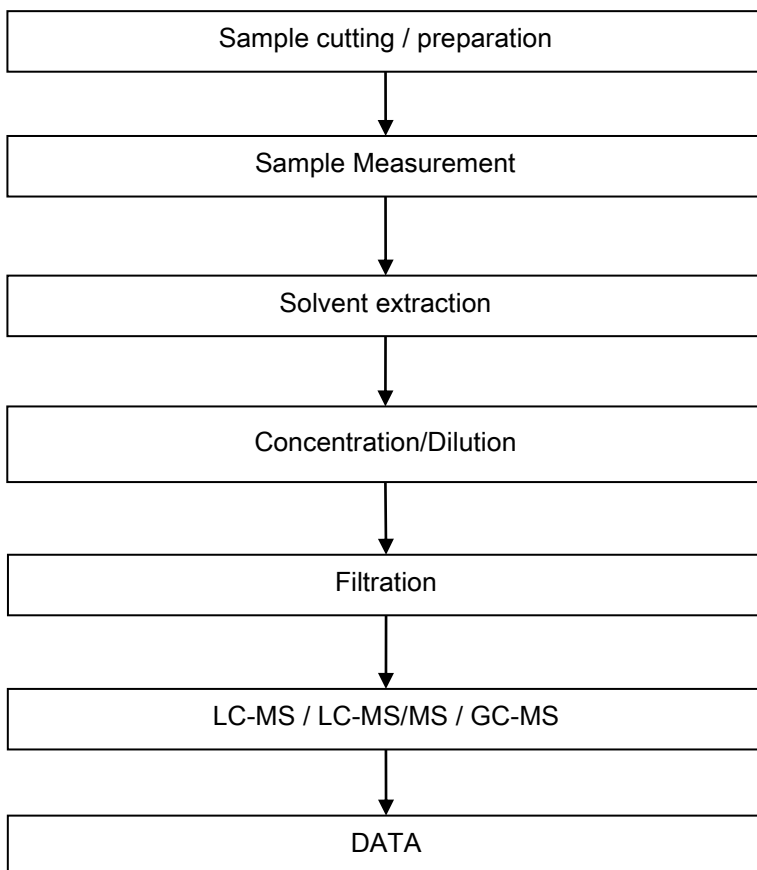 Sample cutting / preparation
Sample Measurement
Solvent extraction
Concentration/Dilution
Filtration
LC-MS / LC-MS/MS / GC-MS
DATA